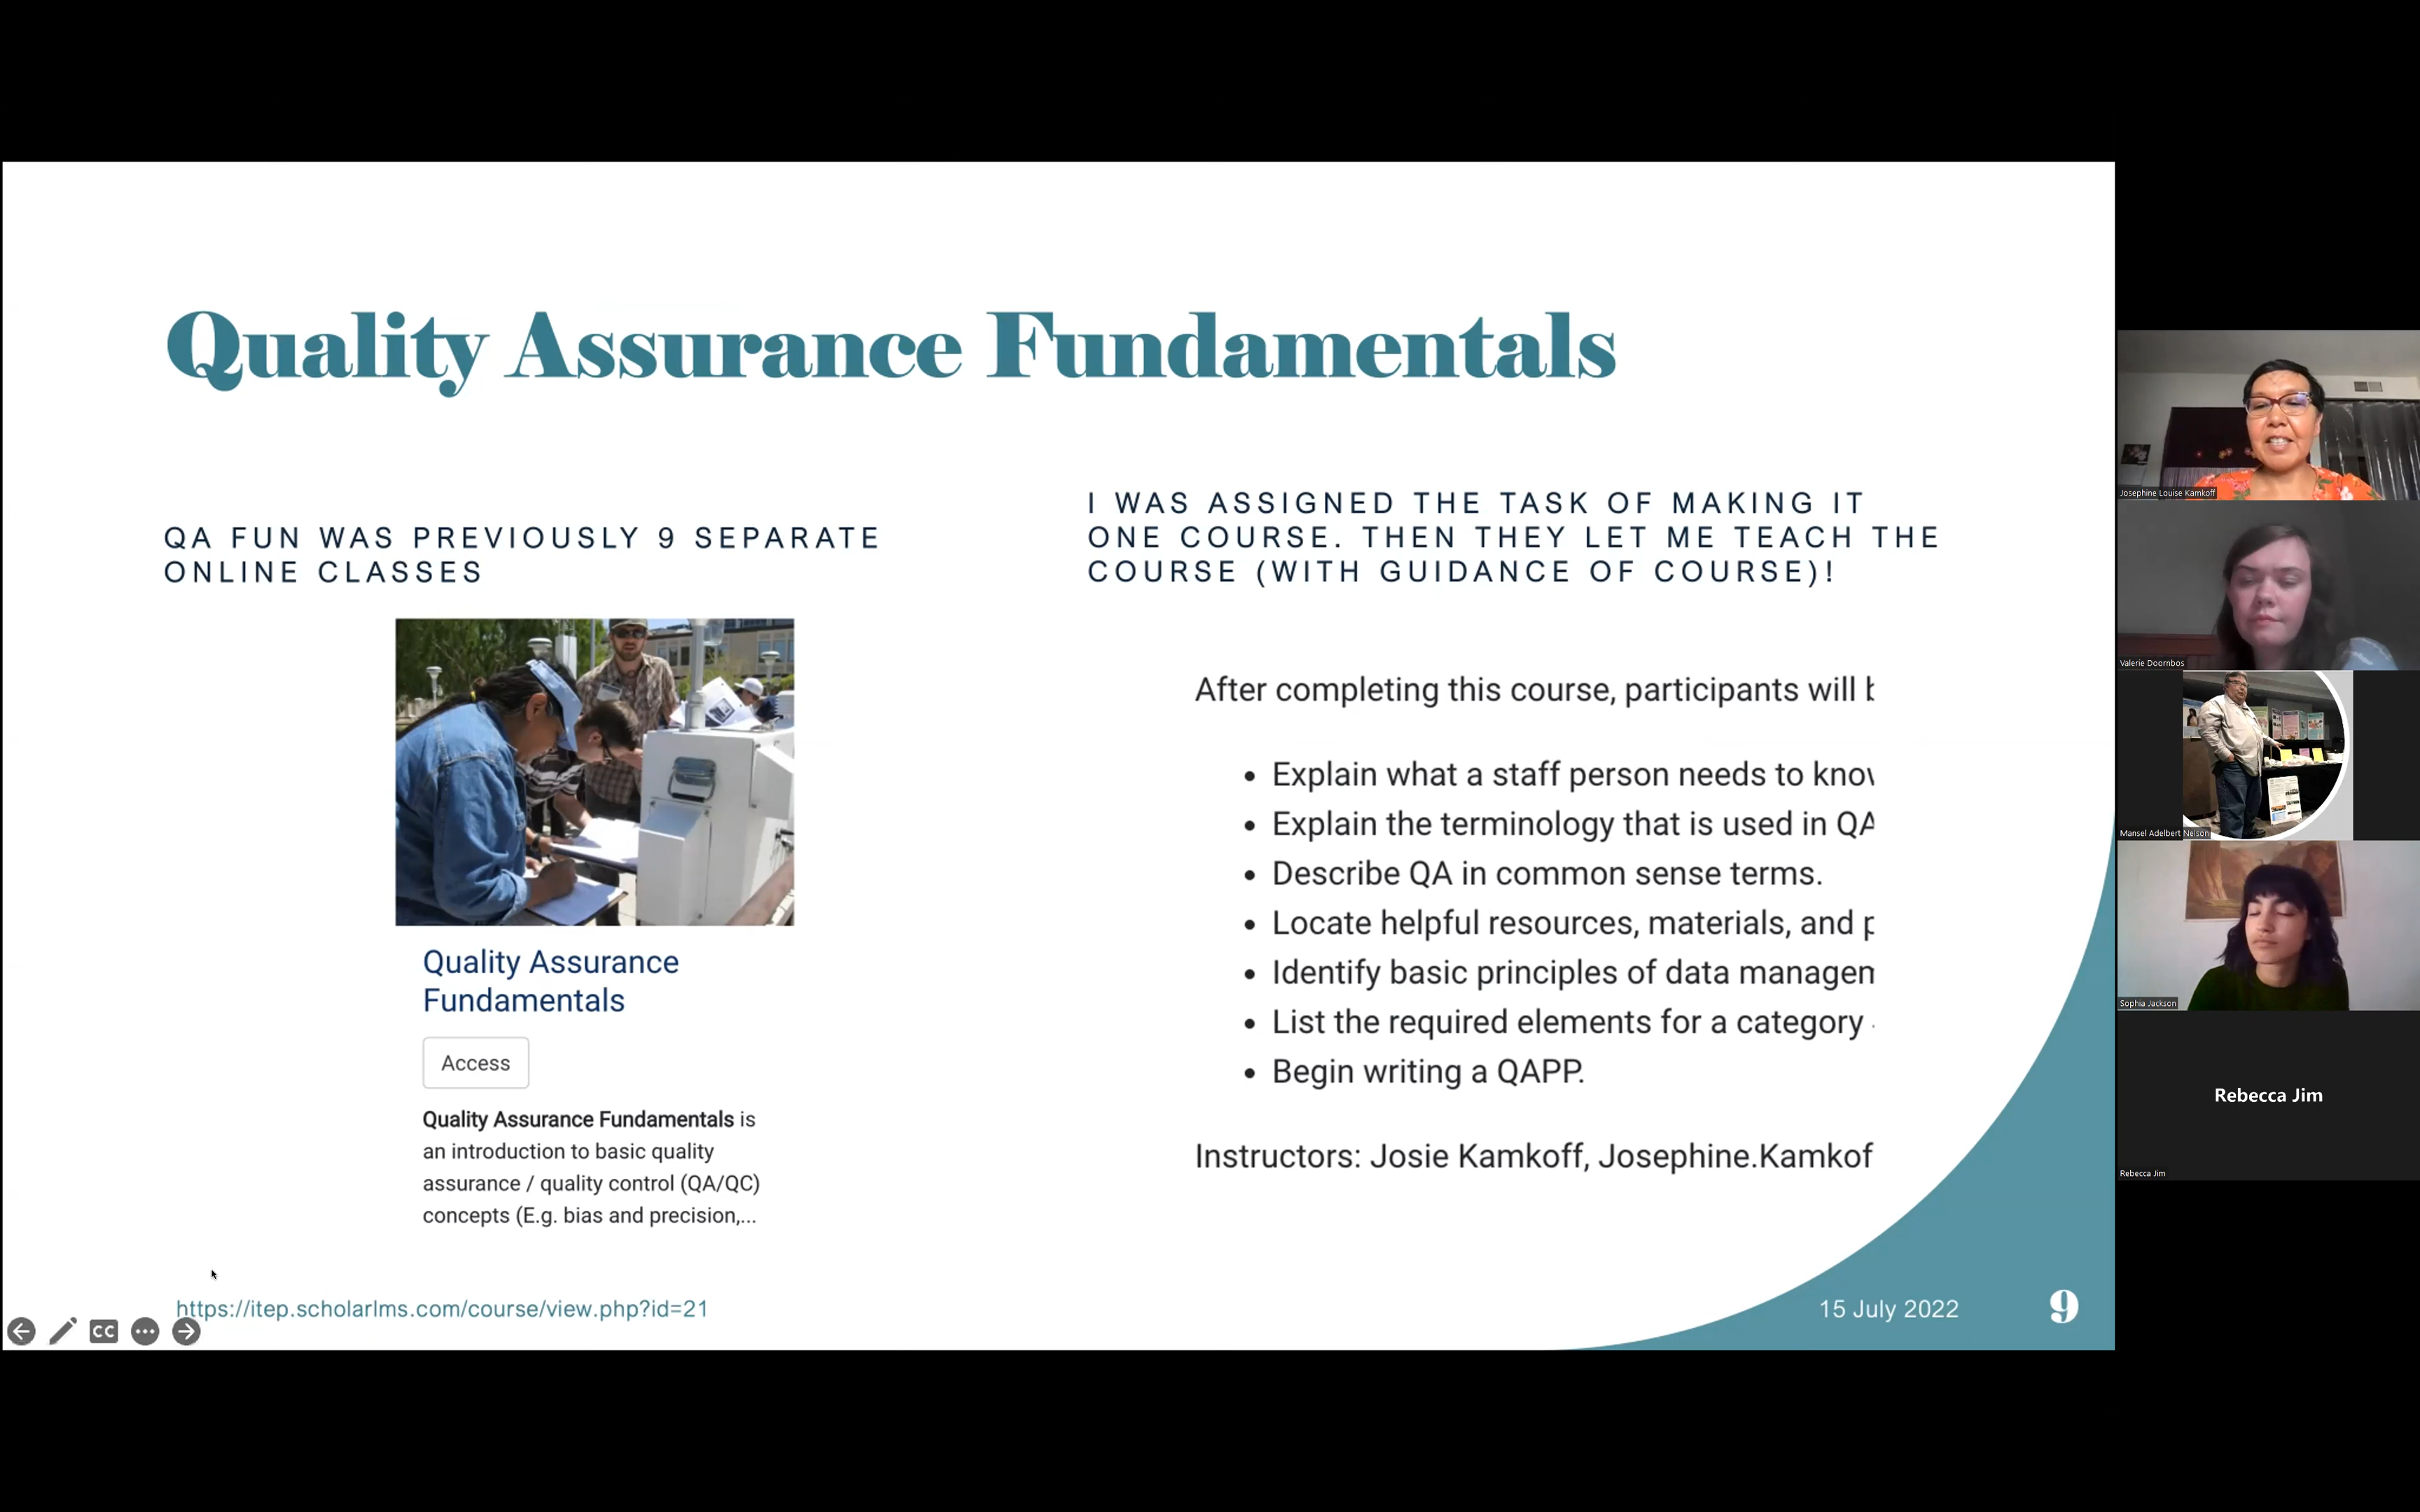 Quality Assurance Fundamentals
QA FUN WAS PREVIOUSLY 9 SEPARATE
ONLINE CLASSES
I WAS ASSIGNED THE TASK OF MAKING IT
ONE COURSE. THEN THEY LET ME TEACH THE
COURSE (WITH GUIDANCE OF COURSE)!
Quality Assurance
Fundamentals
Access
Quality Assurance Fundamentals is
an introduction to basic quality
assurance / quality control (QA/QC)
concepts (E.g. bias and precision,...
After completing this course, participants will
Explain what a staff person needs to
Explain the terminology that is used in QA
Describe QA in common sense terms.
Locate helpful resources, materials, and
Identify basic principles of data
List the required elements for a category
Begin writing a QAPP.
Instructors: Josie Kamkoff, Josephine.Kamkof
https://itep.scholarlms.com/course/view.php?id=21
CC
15 July 2022
9
Josephine Louise Kamkoff
Valerie Doornbos
Mansel Adelbert Nelson
Sophia Jackson
Rebecca Jim
Rebecca Jim